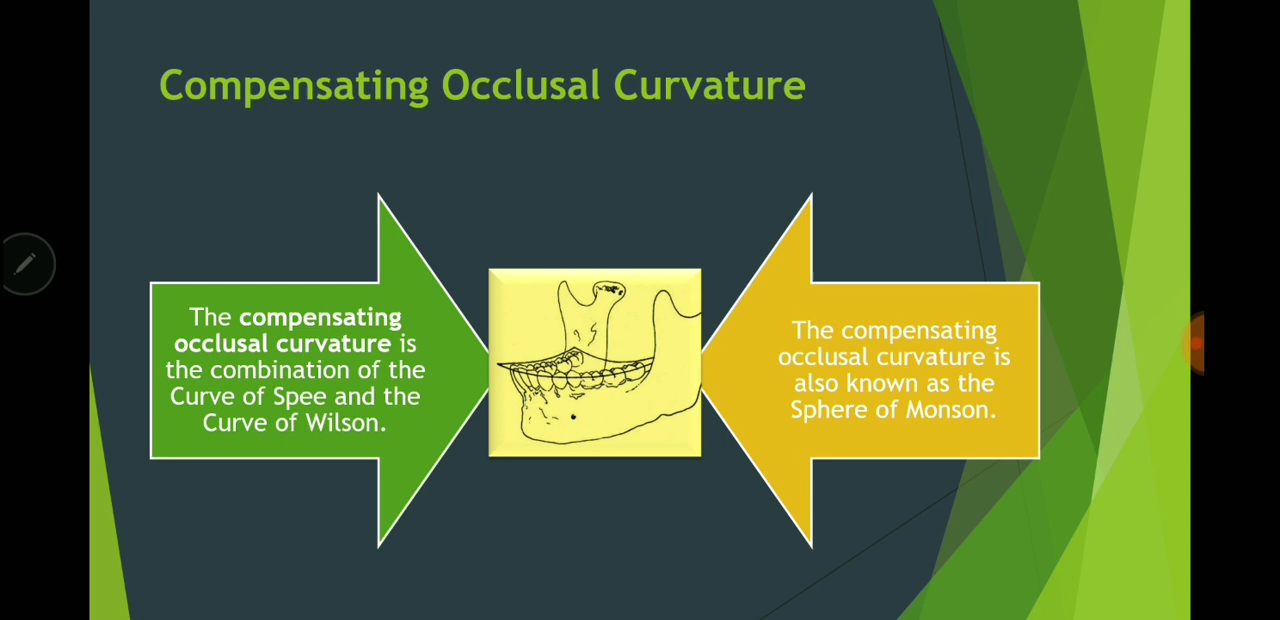 Compensating Occlusal Curvature
The compensating
occlusal curvature is
the combination of the
Curve of Spee and the
Curve of Wilson.
The compensating
occlusal curvature is
also known as the
Sphere of Monson.